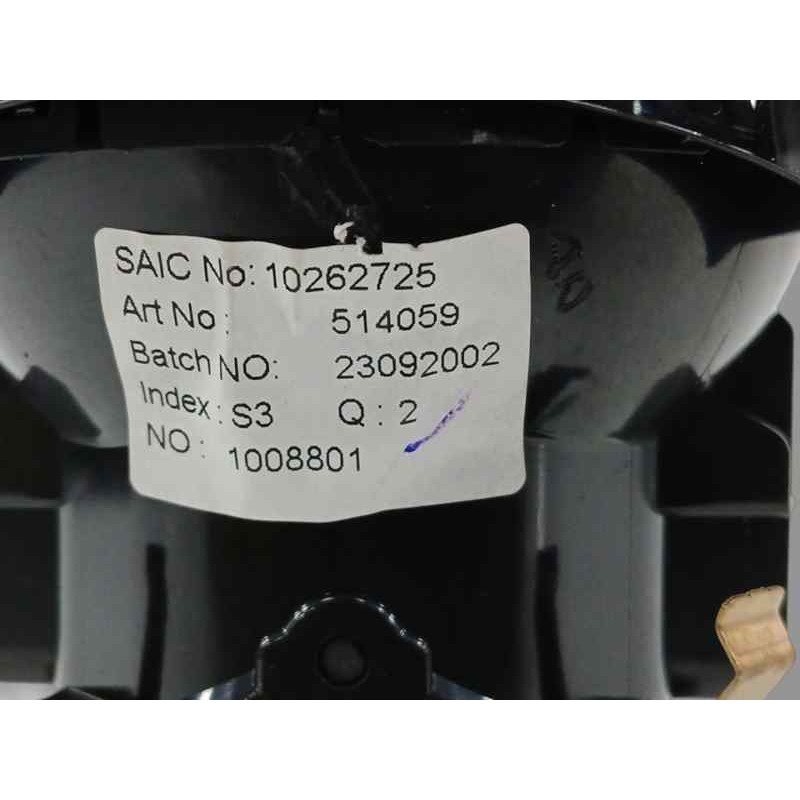 SAIC No: 10262725
Art No: 514059
Batch NO: 23092002
Index: S3 Q: 2
NO: 1008801